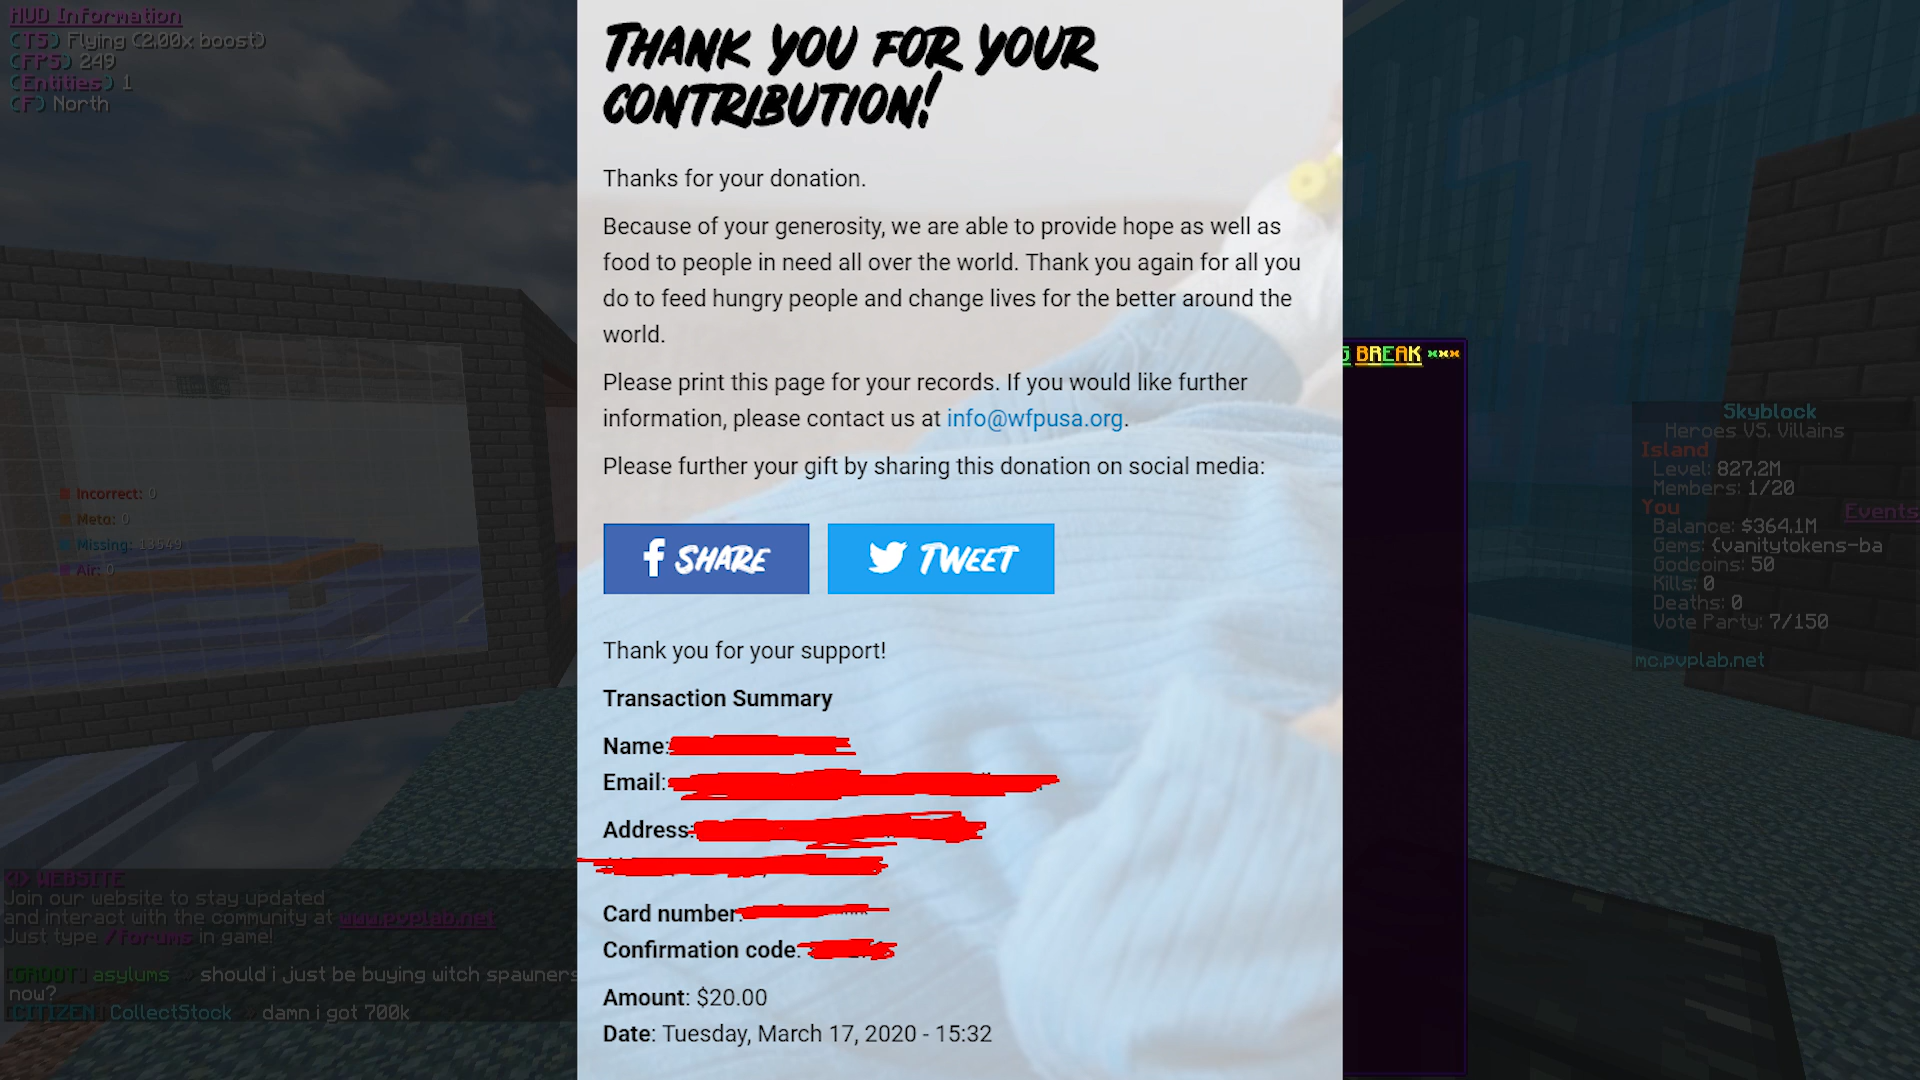 HUD Information
(TS) Flying (2.00x boost)
(FPS) 249
(Entities) 1
(F) North
THANK YOU FOR YOUR
CONTRIBUTION!
Thanks for your donation.
Because of your generosity, we are able to provide hope as well as
food to people in need all over the world. Thank you again for all you
do to feed hungry people and change lives for the better around the
world.
Please print this page for your records. If you would like further
information, please contact us at info@wfpusa.org.
Please further your gift by sharing this donation on social media:
SHARE
TWEET
Thank you for your support!
Transaction Summary
Name:
Email:
Address:
Card number:
Confirmation code:
Amount: $20.00
Date: Tuesday, March 17, 2020 - 15:32
Incorrect: 0
Meta: 0
Missing: 13549
Air: 0
BREAK
Skyblock
Heroes VS. Villains
Island
Level: 827.2M
Members: 1/20
You
Balance: $364.1M
Gems: {vanitytokens-ba
Godcoins: 50
Kills: 0
Deaths: 0
Vote Party: 7/150
mc.pvplab.net
Events
WEBSITE
Join our website to stay updated
and interact with the community at www.pvplab.net
Just type /forums in game!
asylums should i just be buying witch spawners
now?
[CITIZEN] CollectStock damn i got 700k